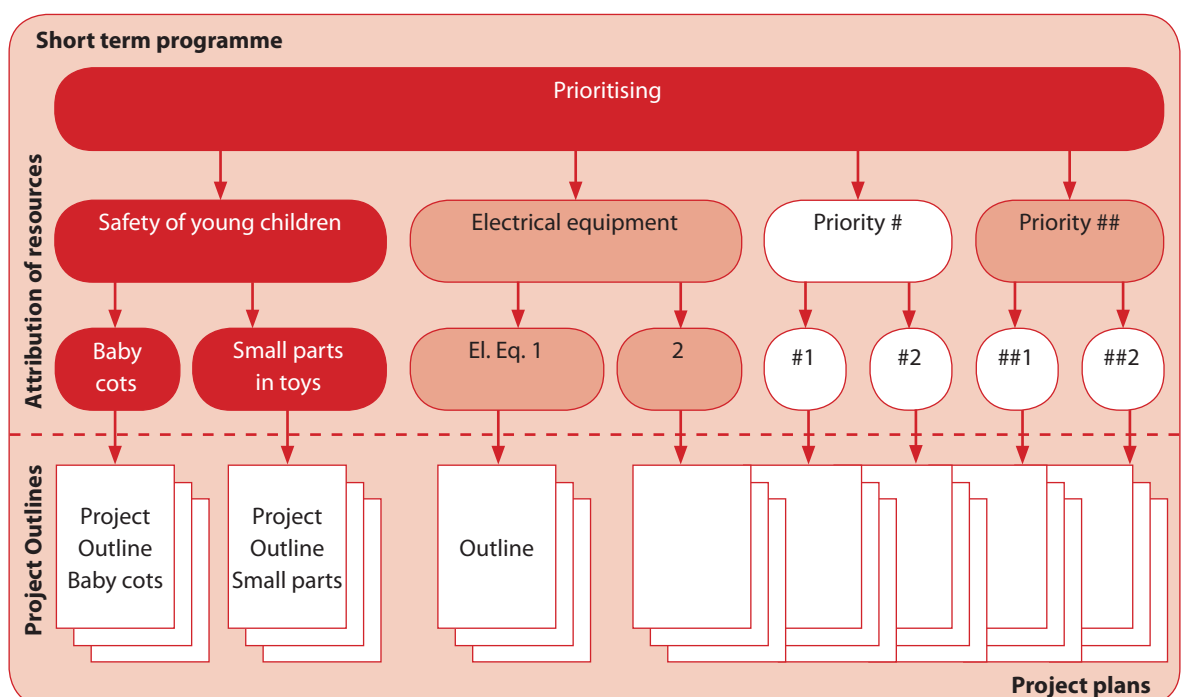 Short term programme
Prioritising
Attribution of resources
Safety of young children
Electrical equipment
Priority #
Priority ##
Baby
cots
Small parts
in toys
El. Eq. 1
2
#1
#2
##1
##2
Project Outlines
Project
Outline
Baby cots
Project
Outline
Small parts
Outline
Project plans